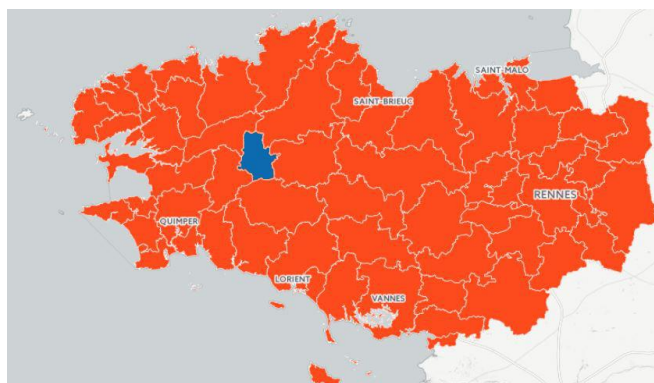 SAINT-MALO
SAINT-BRIEUC
RENNES
QUIMPER
LORIENT
VANNES